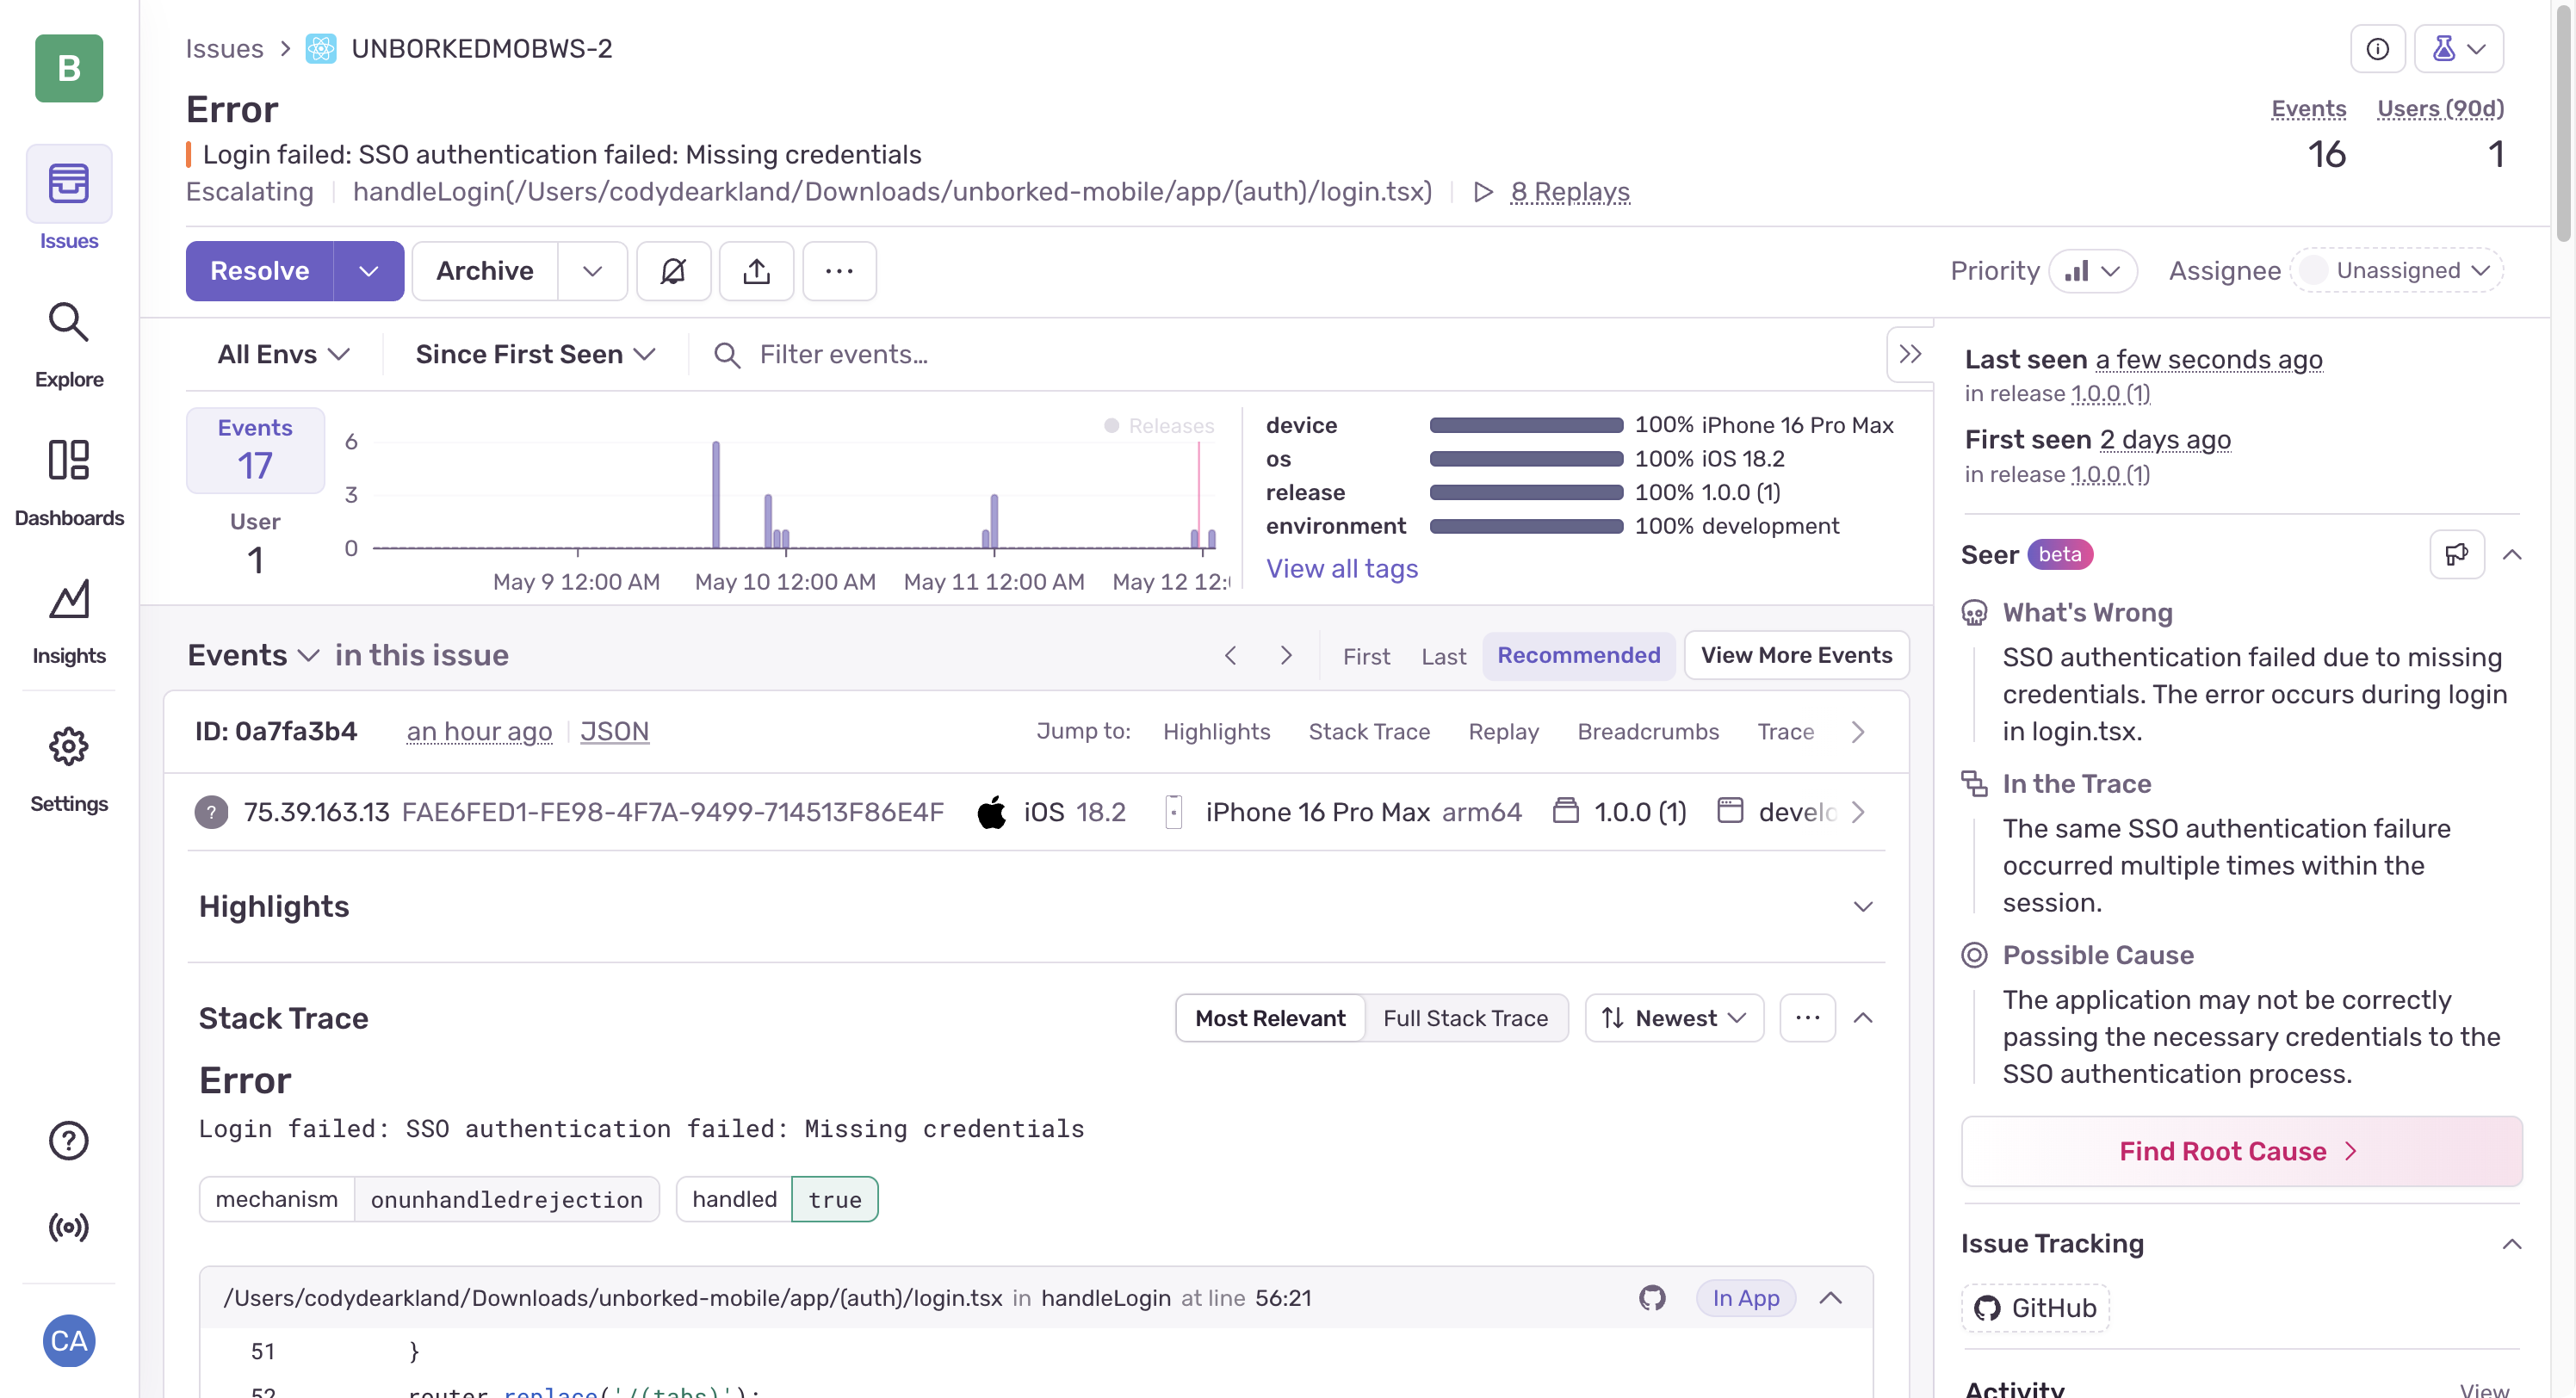 B
Issues
Explore
Dashboards
Insights
Settings
CA
Issues > UNBORKEDMOBWS-2
Error
Login failed: SSO authentication failed: Missing credentials
Escalating handleLogin(/Users/codydearkland/Downloads/unborked-mobile/app/(auth)/login.tsx) 8 Replays
Events Users (90d)
16 1
Resolve Archive
Priority Assignee Unassigned
All Envs Since First Seen Filter events…
Events
17
User
1
Releases
6
3
0
May 9 12:00 AM May 10 12:00 AM May 11 12:00 AM May 12 12:
device 100% iPhone 16 Pro Max
os 100% iOS 18.2
release 100% 1.0.0 (1)
environment 100% development
View all tags
Events in this issue First Last Recommended View More Events
ID: 0a7fa3b4 an hour ago JSON Jump to: Highlights Stack Trace Replay Breadcrumbs Trace
? 75.39.163.13 FAE6FED1-FE98-4F7A-9499-714513F86E4F iOS 18.2 iPhone 16 Pro Max arm64 1.0.0 (1) develo
Highlights
Stack Trace Most Relevant Full Stack Trace Newest
Error
Login failed: SSO authentication failed: Missing credentials
mechanism onunhandledrejection handled true
/Users/codydearkland/Downloads/unborked-mobile/app/(auth)/login.tsx in handleLogin at line 56:21 In App
51 }
52 router.replace('/(tabs)');
Last seen a few seconds ago
in release 1.0.0 (1)
First seen 2 days ago
in release 1.0.0 (1)
Seer beta
What's Wrong
SSO authentication failed due to missing
credentials. The error occurs during login
in login.tsx.
In the Trace
The same SSO authentication failure
occurred multiple times within the
session.
Possible Cause
The application may not be correctly
passing the necessary credentials to the
SSO authentication process.
Find Root Cause
Issue Tracking
GitHub
Activity View